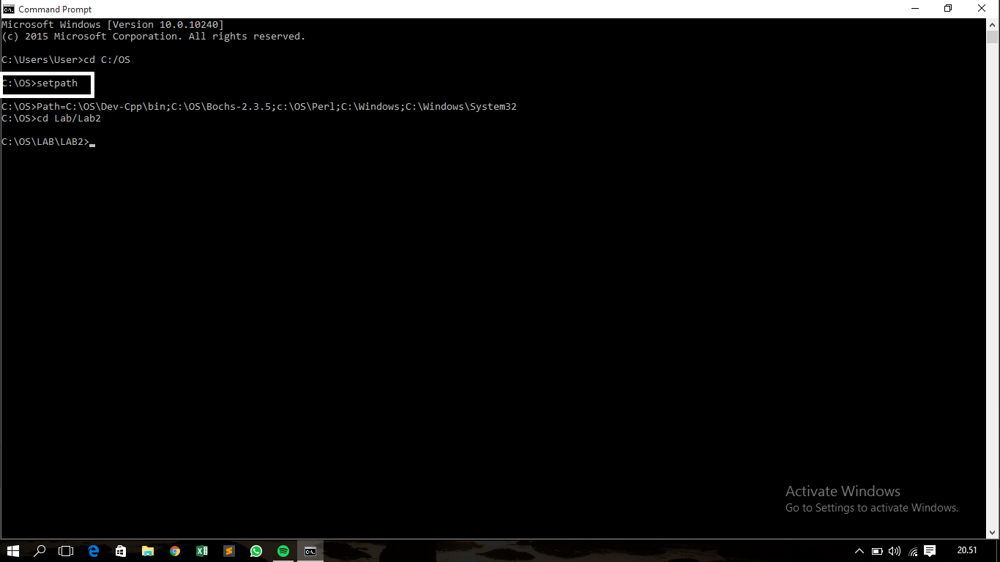 Command Prompt
Microsoft Windows [Version 10.0.10240]
(c) 2015 Microsoft Corporation. All rights reserved.
C:\Users\User>cd C:/OS
C:\OS>setpath
C:\OS>Path=C:\OS\Dev-Cpp\bin;C:\OS\Bochs-2.3.5;c:\OS\Perl;C:\Windows;C:\Windows\System32
C:\OS>cd Lab/Lab2
C:\OS\LAB\LAB2>
Activate Windows
Go to Settings to activate Windows.
20.51